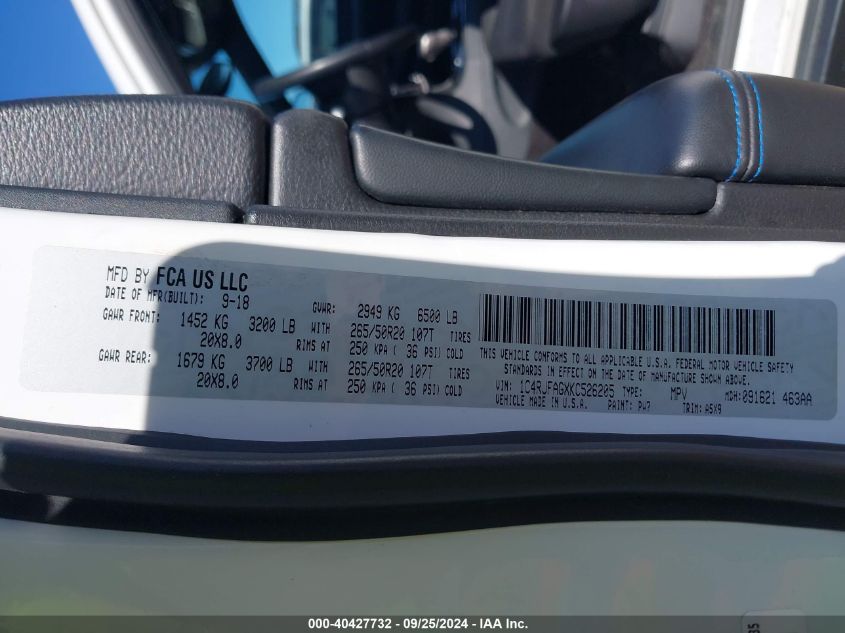 MFD BY FCA US LLC
DATE OF MFR(BUILT): 9-18
GVWR: 2949 KG 6500 LB
GAWR FRONT: 1452 KG 3200 LB WITH 265/50R20 107T TIRES
20X8.0 RIMS AT 250 KPA ( 36 PSI) COLD
GAWR REAR: 1679 KG 3700 LB WITH 265/50R20 107T TIRES
20X8.0 RIMS AT 250 KPA ( 36 PSI) COLD
THIS VEHICLE CONFORMS TO ALL APPLICABLE U.S.A. FEDERAL MOTOR VEHICLE SAFETY
STANDARDS IN EFFECT ON THE DATE OF MANUFACTURE SHOWN ABOVE.
VIN: 1C4RJFAGXKC526205 TYPE: MPV MDH: 091621 463AA
VEHICLE MADE IN U.S.A. PAINT: PW7 TRIM: A5X9
000-40427732 - 09/25/2024 - IAA Inc.